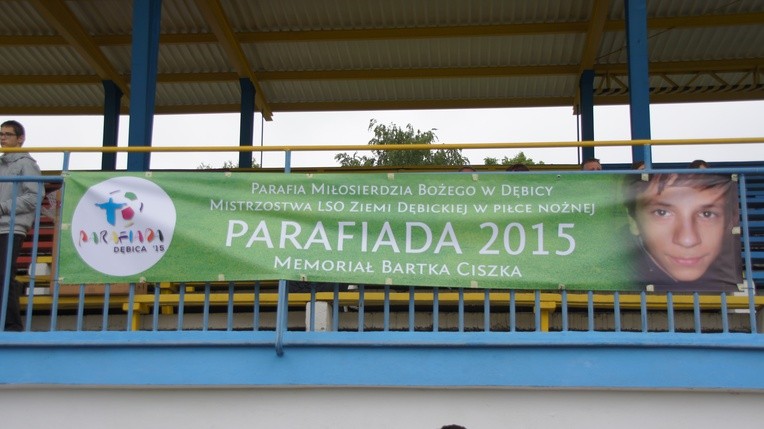 Parafia Miłosierdzia Bożego w Dębicy
Mistrzostwa LSO Ziemi Dębickiej w piłce nożnej
PARAFIADA 2015
Memoriał Bartka Ciszka
PARAFIADA
DĘBICA '15